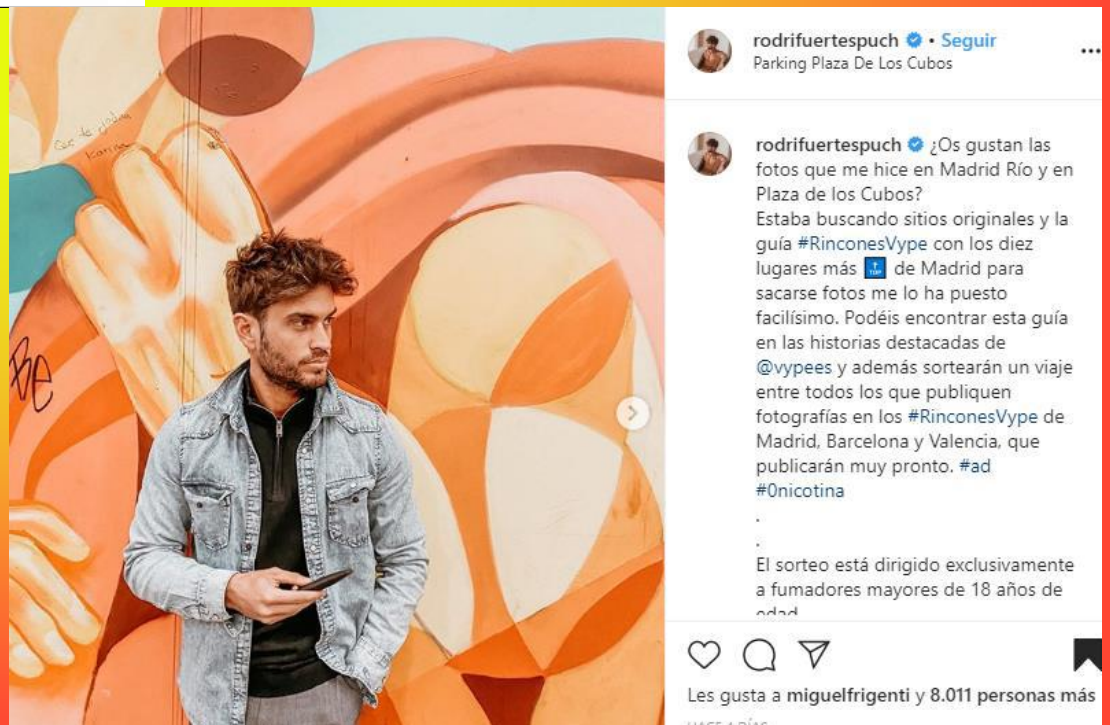 rodrifuertespuch • Seguir
Parking Plaza De Los Cubos
rodrifuertespuch ¿Os gustan las
fotos que me hice en Madrid Río y en
Plaza de los Cubos?
Estaba buscando sitios originales y la
guía #RinconesVype con los diez
lugares más 🔝 de Madrid para
sacarse fotos me lo ha puesto
facilísimo. Podéis encontrar esta guía
en las historias destacadas de
@vypees y además sortearán un viaje
entre todos los que publiquen
fotografías en los #RinconesVype de
Madrid, Barcelona y Valencia, que
publicarán muy pronto. #ad
#0nicotina
.
.
El sorteo está dirigido exclusivamente
a fumadores mayores de 18 años de
edad
Les gusta a miguelfrigenti y 8.011 personas más
Karina
Be